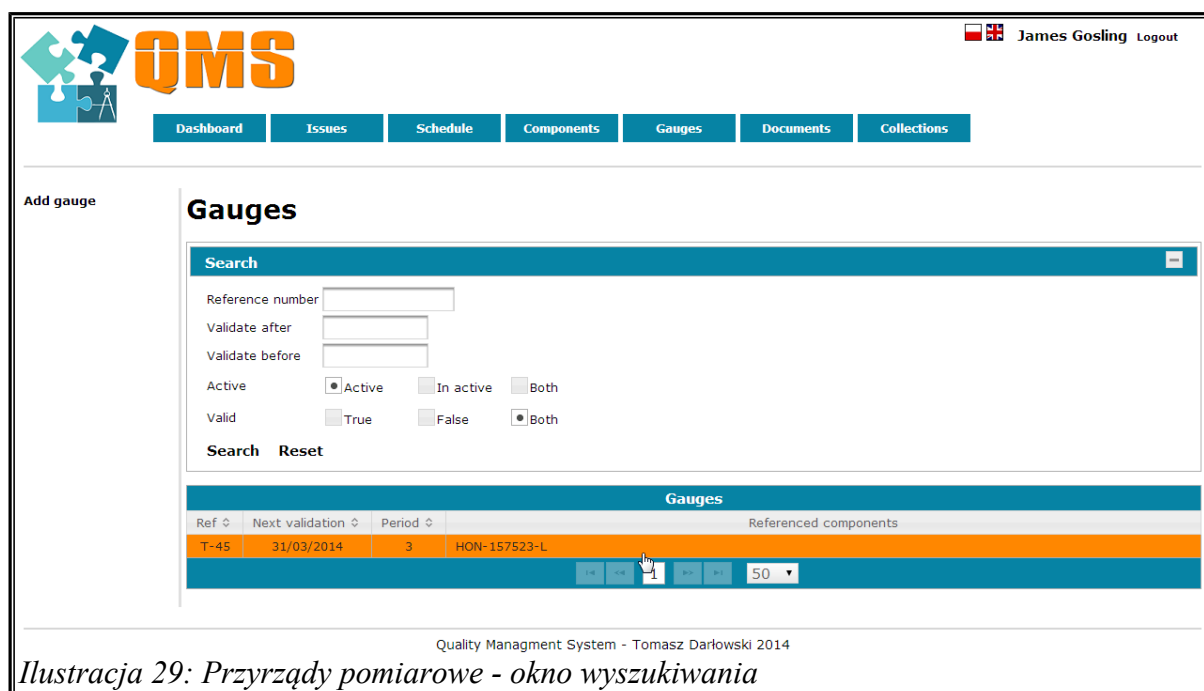 QMS
James Gosling Logout
Dashboard Issues Schedule Components Gauges Documents Collections
Add gauge
Gauges
Search
Reference number
Validate after
Validate before
Active Active In active Both
Valid True False Both
Search Reset
Gauges
Ref Next validation Period Referenced components
T-45 31/03/2014 3 HON-157523-L
1 50
Quality Managment System - Tomasz Darłowski 2014
Ilustracja 29: Przyrządy pomiarowe - okno wyszukiwania